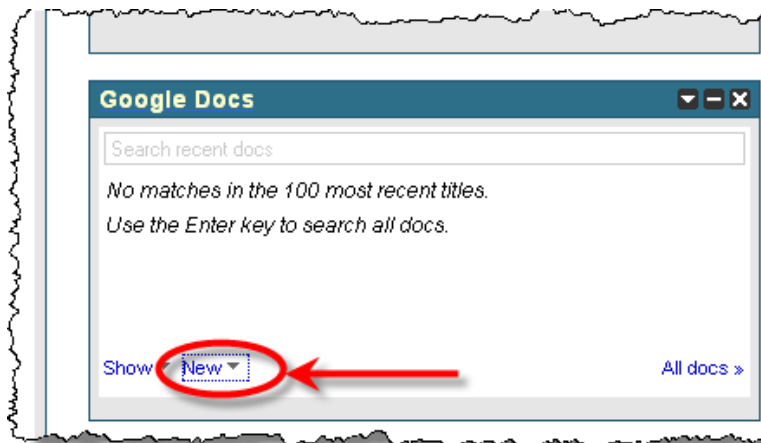 Google Docs
Search recent docs
No matches in the 100 most recent titles.
Use the Enter key to search all docs.
Show New All docs »